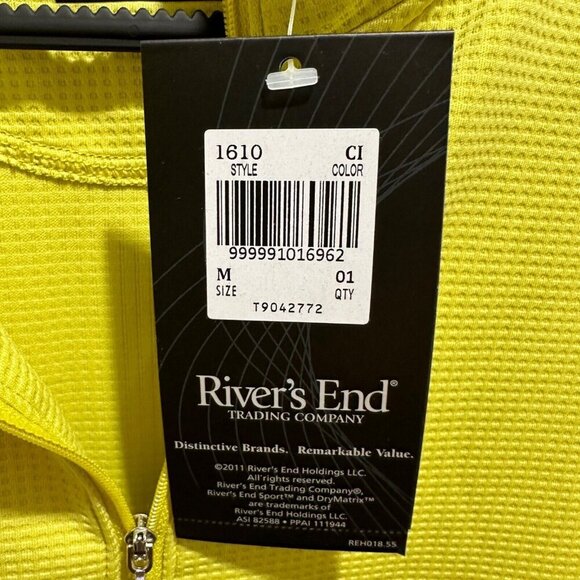 1610 CI
STYLE COLOR
999991016962
M 01
SIZE QTY
T9042772
River's End®
TRADING COMPANY
Distinctive Brands. Remarkable Value.
©2011 River's End Holdings LLC.
All rights reserved.
River's End Trading Company®,
River's End Sport™ and DryMatrix™
are trademarks of
River's End Holdings LLC.
ASI 82588 • PPAI 111944
REH018.55